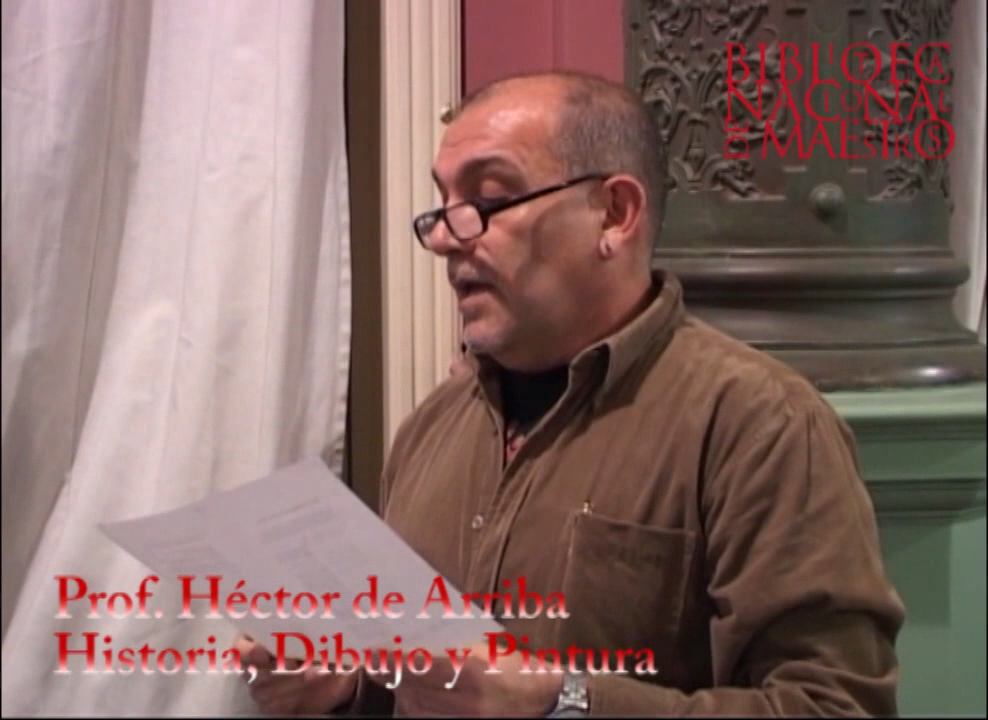 BIBLIOTECA
NACIONAL
DE MAESTROS
Prof. Héctor de Arriba
Historia, Dibujo y Pintura